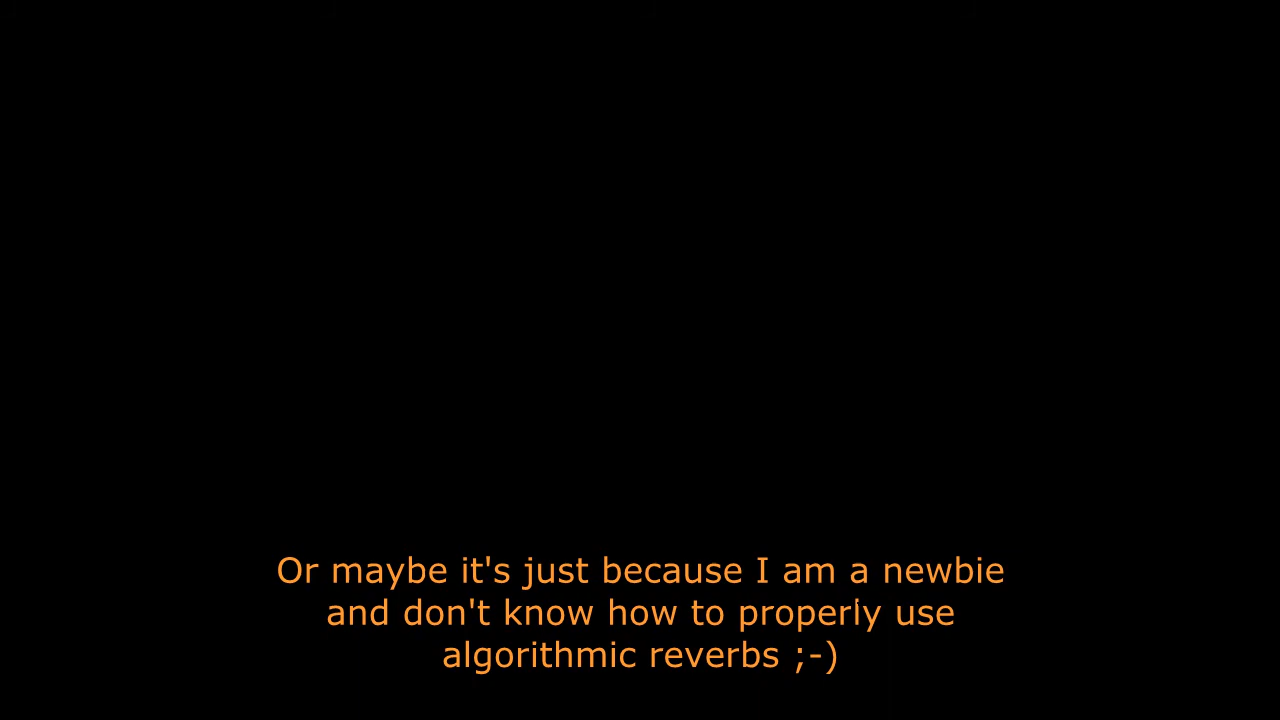 Or maybe it's just because I am a newbie
and don't know how to properly use
algorithmic reverbs ;-)